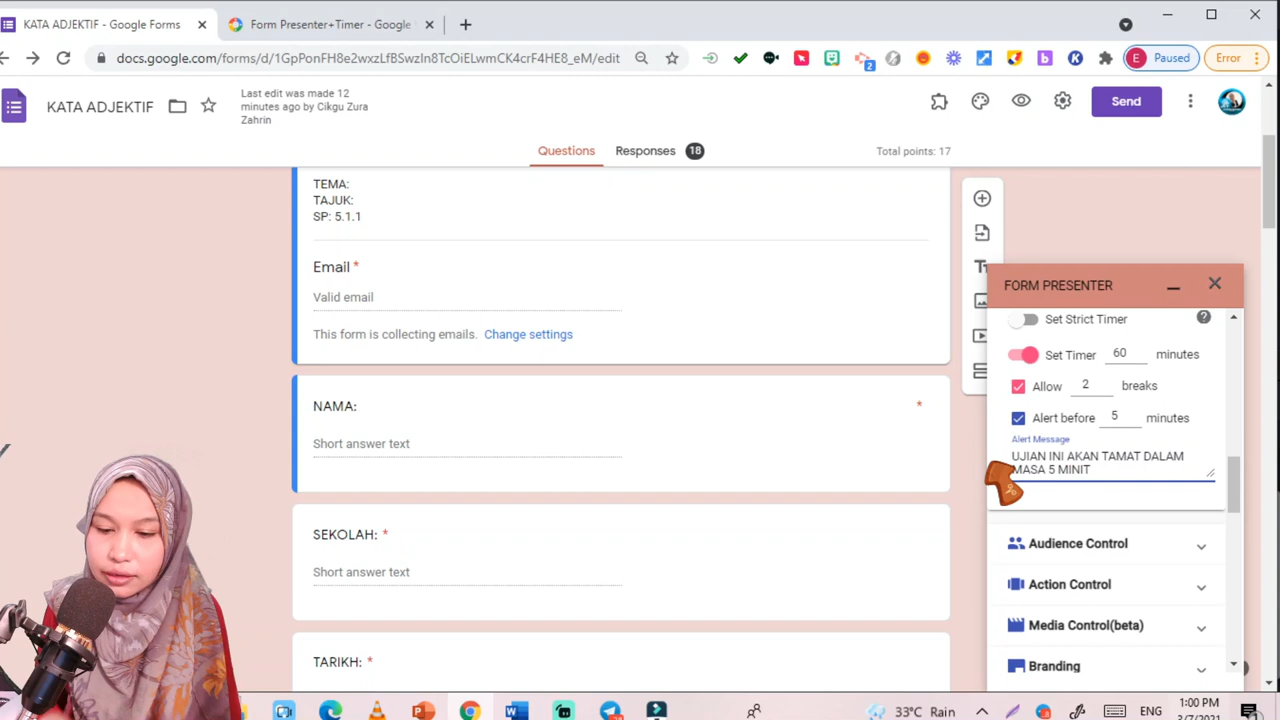 KATA ADJEKTIF - Google Forms
Form Presenter+Timer - Google
docs.google.com/forms/d/
Paused
Error
KATA ADJEKTIF
Last edit was made 12
minutes ago by Cikgu Zura
Zahrin
Send
Questions
Responses 18
Total points: 17
TEMA:
TAJUK:
SP: 5.1.1
Email *
Valid email
This form is collecting emails. Change settings
NAMA: *
Short answer text
SEKOLAH: *
Short answer text
TARIKH: *
FORM PRESENTER
Set Strict Timer
Set Timer 60 minutes
Allow 2 breaks
Alert before 5 minutes
Alert Message
UJIAN INI AKAN TAMAT DALAM
MASA 5 MINIT
Audience Control
Action Control
Media Control(beta)
Branding
33°C Rain
ENG
1:00 PM